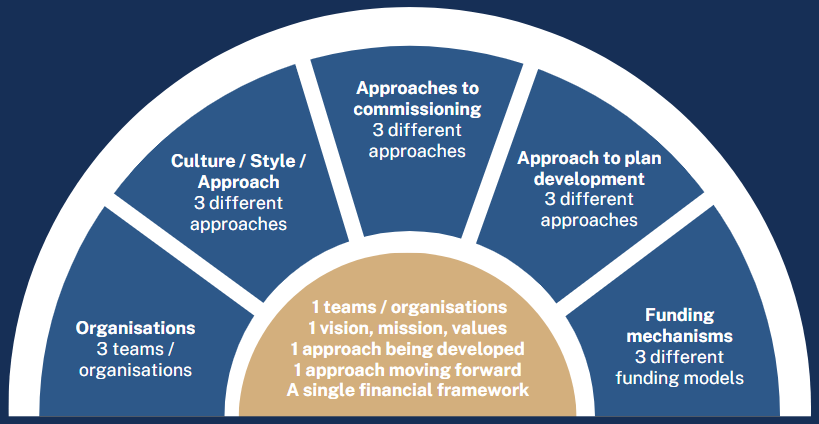 Organisations
3 teams /
organisations
Culture / Style /
Approach
3 different
approaches
Approaches to
commissioning
3 different
approaches
Approach to plan
development
3 different
approaches
Funding
mechanisms
3 different
funding models
1 teams / organisations
1 vision, mission, values
1 approach being developed
1 approach moving forward
A single financial framework